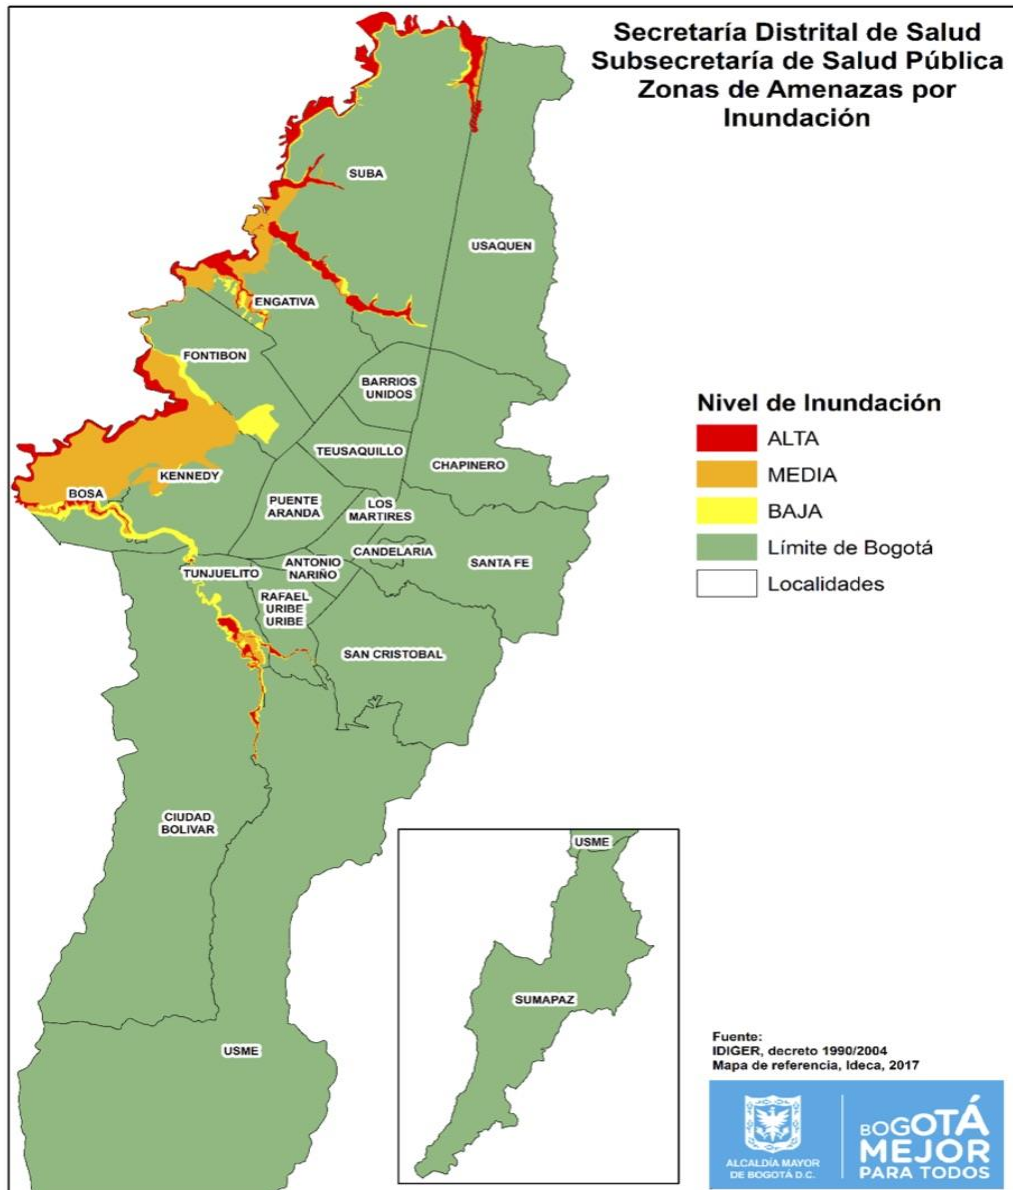 Secretaría Distrital de Salud
Subsecretaría de Salud Pública
Zonas de Amenazas por
Inundación
SUBA
USAQUEN
ENGATIVA
FONTIBON
BARRIOS
UNIDOS
TEUSAQUILLO
CHAPINERO
KENNEDY
BOSA
PUENTE
ARANDA
LOS
MARTIRES
CANDELARIA
SANTA FE
ANTONIO
NARIÑO
TUNJUELITO
RAFAEL
URIBE
URIBE
SAN CRISTOBAL
CIUDAD
BOLIVAR
USME
Nivel de Inundación
ALTA
MEDIA
BAJA
Límite de Bogotá
Localidades
USME
SUMAPAZ
Fuente:
IDIGER, decreto 1990/2004
Mapa de referencia, Ideca, 2017
ALCALDÍA MAYOR
DE BOGOTÁ D.C.
BOGOTÁ
MEJOR
PARA TODOS